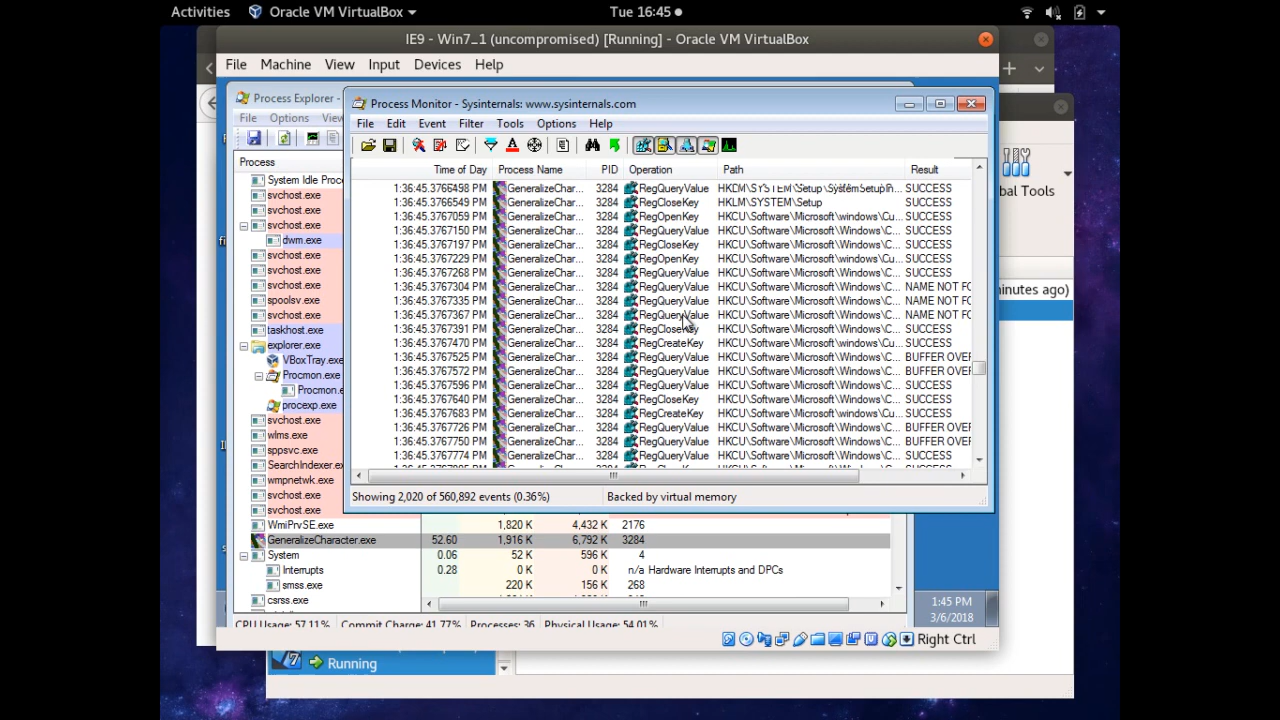 Activities Oracle VM VirtualBox Tue 16:45
IE9 - Win7_1 (uncompromised) [Running] - Oracle VM VirtualBox
File Machine View Input Devices Help
Process Explorer -
File Options View
Process Monitor - Sysinternals: www.sysinternals.com
File Edit Event Filter Tools Options Help
Process
System Idle Proc
svchost.exe
svchost.exe
svchost.exe
dwm.exe
svchost.exe
svchost.exe
svchost.exe
spoolsv.exe
svchost.exe
taskhost.exe
explorer.exe
VBoxTray.exe
Procmon.exe
Procmon.e
procexp.exe
svchost.exe
wlms.exe
sppsvc.exe
SearchIndexer.ex
wmpnetwk.exe
svchost.exe
svchost.exe
Time of Day Process Name PID Operation Path Result
1:36:45.3766498 PM GeneralizeChar... 3284 RegQueryValue SUCCESS
1:36:45.3766549 PM GeneralizeChar... 3284 RegCloseKey HKLM\SYSTEM\Setup SUCCESS
1:36:45.3767059 PM GeneralizeChar... 3284 RegOpenKey HKCU\Software\Microsoft\windows\Cu... SUCCESS
1:36:45.3767150 PM GeneralizeChar... 3284 RegQueryValue HKCU\Software\Microsoft\Windows\C... SUCCESS
1:36:45.3767197 PM GeneralizeChar... 3284 RegCloseKey HKCU\Software\Microsoft\Windows\C... SUCCESS
1:36:45.3767229 PM GeneralizeChar... 3284 RegOpenKey HKCU\Software\Microsoft\windows\Cu... SUCCESS
1:36:45.3767268 PM GeneralizeChar... 3284 RegQueryValue HKCU\Software\Microsoft\Windows\C... SUCCESS
1:36:45.3767304 PM GeneralizeChar... 3284 RegQueryValue HKCU\Software\Microsoft\Windows\C... NAME NOT FO
1:36:45.3767335 PM GeneralizeChar... 3284 RegQueryValue HKCU\Software\Microsoft\Windows\C... NAME NOT FO
1:36:45.3767367 PM GeneralizeChar... 3284 RegQueryValue HKCU\Software\Microsoft\Windows\C... NAME NOT FO
1:36:45.3767391 PM GeneralizeChar... 3284 RegCloseKey HKCU\Software\Microsoft\Windows\C... SUCCESS
1:36:45.3767470 PM GeneralizeChar... 3284 RegCreateKey HKCU\Software\Microsoft\windows\Cu... SUCCESS
1:36:45.3767525 PM GeneralizeChar... 3284 RegQueryValue HKCU\Software\Microsoft\Windows\C... BUFFER OVER
1:36:45.3767572 PM GeneralizeChar... 3284 RegQueryValue HKCU\Software\Microsoft\Windows\C... BUFFER OVER
1:36:45.3767596 PM GeneralizeChar... 3284 RegQueryValue HKCU\Software\Microsoft\Windows\C... SUCCESS
1:36:45.3767640 PM GeneralizeChar... 3284 RegCloseKey HKCU\Software\Microsoft\Windows\C... SUCCESS
1:36:45.3767683 PM GeneralizeChar... 3284 RegCreateKey HKCU\Software\Microsoft\windows\Cu... SUCCESS
1:36:45.3767726 PM GeneralizeChar... 3284 RegQueryValue HKCU\Software\Microsoft\Windows\C... BUFFER OVER
1:36:45.3767750 PM GeneralizeChar... 3284 RegQueryValue HKCU\Software\Microsoft\Windows\C... BUFFER OVER
1:36:45.3767774 PM GeneralizeChar... 3284 RegQueryValue HKCU\Software\Microsoft\Windows\C... SUCCESS
Showing 2,020 of 560,892 events (0.36%) Backed by virtual memory
bal Tools
inutes ago)
WmiPrvSE.exe 1,820 K 4,432 K 2176
GeneralizeCharacter.exe 52.60 1,916 K 6,792 K 3284
System 0.06 52 K 596 K 4
Interrupts 0.28 0 K 0 K n/a Hardware Interrupts and DPCs
smss.exe 220 K 156 K 268
csrss.exe
CPU Usage: 57.11% Commit Charge: 41.77% Processes: 36 Physical Usage: 54.01%
1:45 PM
3/6/2018
Right Ctrl
Running